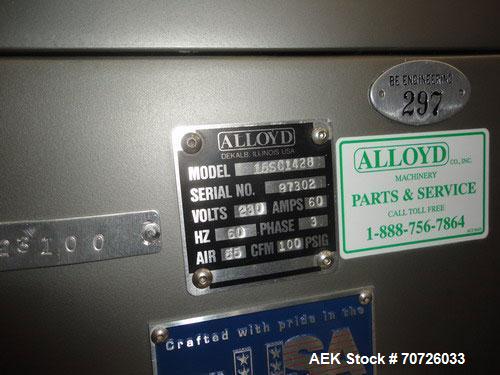 BE ENGINEERING
297
ALLOYD
DEKALB, ILLINOIS USA
MODEL 16SC1428
SERIAL NO. 97302
VOLTS 230 AMPS 60
HZ 60 PHASE 3
AIR 65 CFM 100 PSIG
ALLOYD CO., INC.
MACHINERY
PARTS & SERVICE
CALL TOLL FREE
1-888-756-7864
23100
Crafted with pride in the
USA
AEK Stock # 70726033